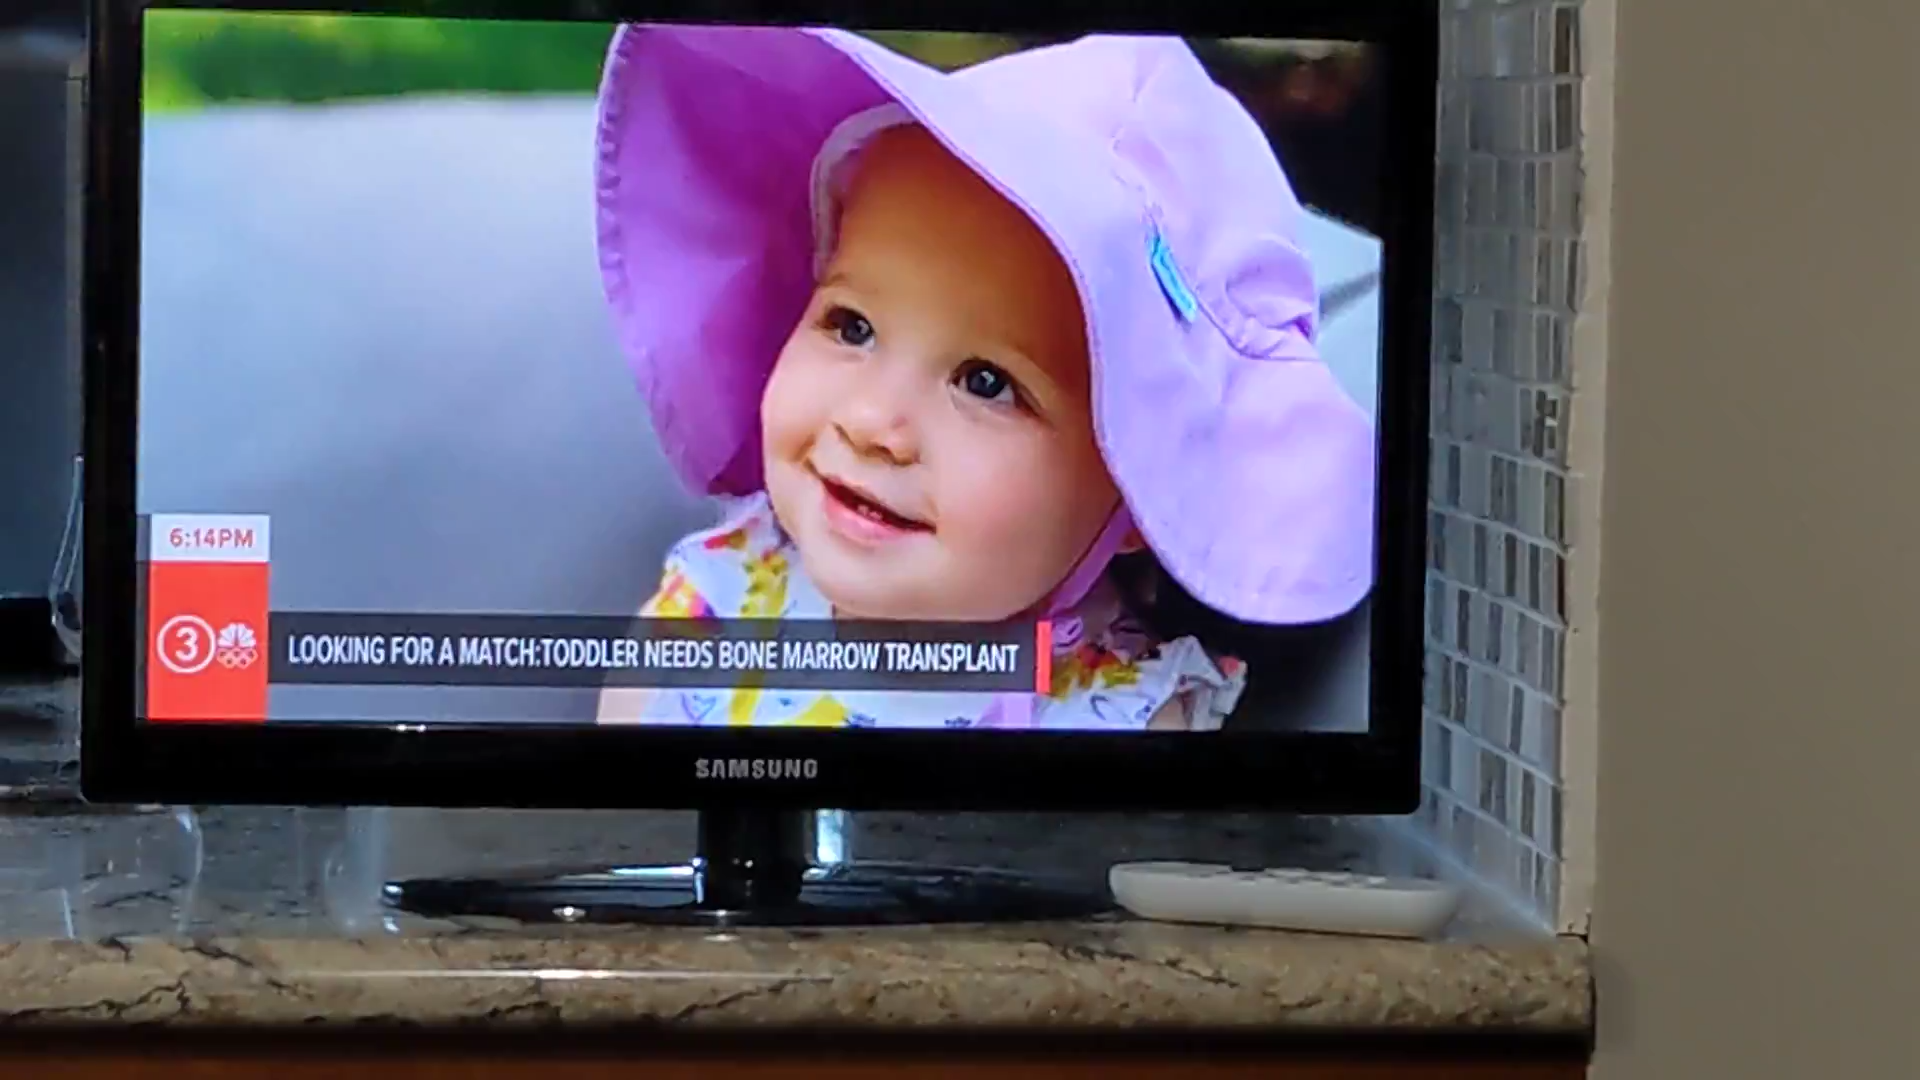 6:14PM
3
LOOKING FOR A MATCH:TODDLER NEEDS BONE MARROW TRANSPLANT
SAMSUNG